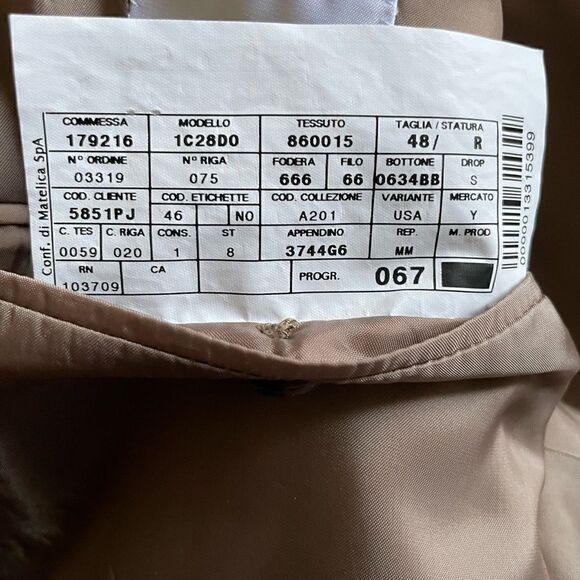 COMMESSA MODELLO TESSUTO TAGLIA / STATURA
179216 1C28D0 860015 48/ R
N° ORDINE N° RIGA FODERA FILO BOTTONE DROP
03319 075 666 66 0634BB S
COD. CLIENTE COD. ETICHETTE COD. COLLEZIONE VARIANTE MERCATO
5851PJ 46 NO A201 USA Y
C. TES C. RIGA CONS. ST APPENDINO REP. M. PROD
0059 020 1 8 3744G6 MM
RN CA PROGR. 067
103709
Conf. di Matelica SpA
0000013315399